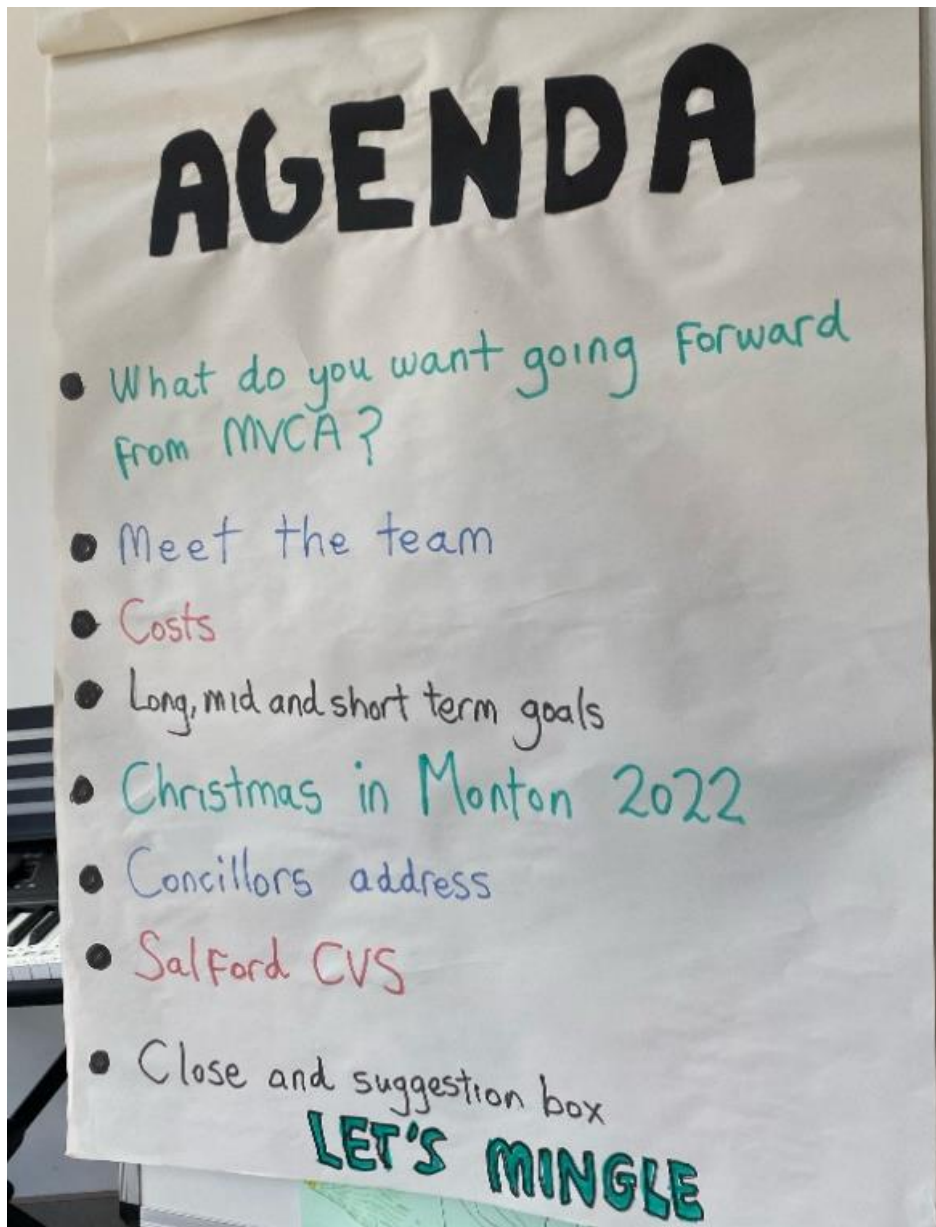 AGENDA
• What do you want going forward
from MVCA?
• Meet the team
• Costs
• Long, mid and short term goals
• Christmas in Monton 2022
• Concillors address
• Salford CVS
• Close and suggestion box
LET'S MINGLE